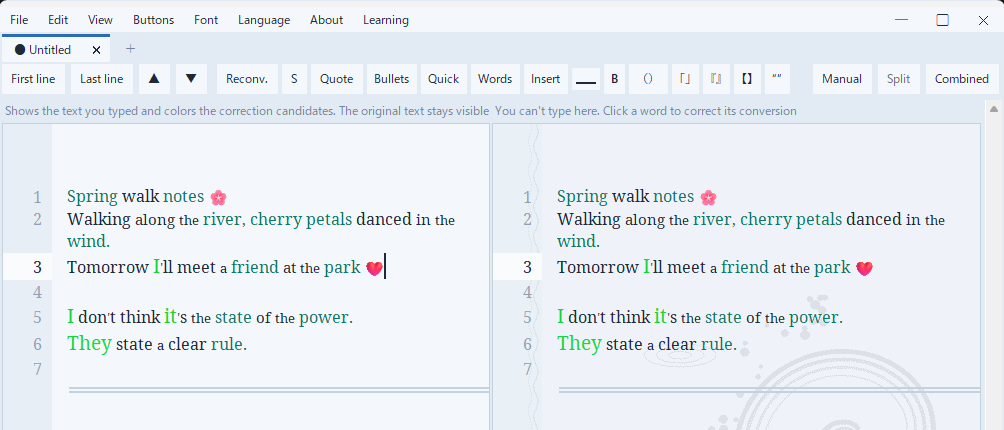 File Edit View Buttons Font Language About Learning
● Untitled × +
First line Last line ▲ ▼ Reconv. S Quote Bullets Quick Words Insert — B () 「」 『』 【】 “” Manual Split Combined
Shows the text you typed and colors the correction candidates. The original text stays visible You can't type here. Click a word to correct its conversion
1 Spring walk notes 🌸
2 Walking along the river, cherry petals danced in the
wind.
3 Tomorrow I'll meet a friend at the park 💓
4
5 I don't think it's the state of the power.
6 They state a clear rule.
7
1 Spring walk notes 🌸
2 Walking along the river, cherry petals danced in the
wind.
3 Tomorrow I'll meet a friend at the park 💓
4
5 I don't think it's the state of the power.
6 They state a clear rule.
7